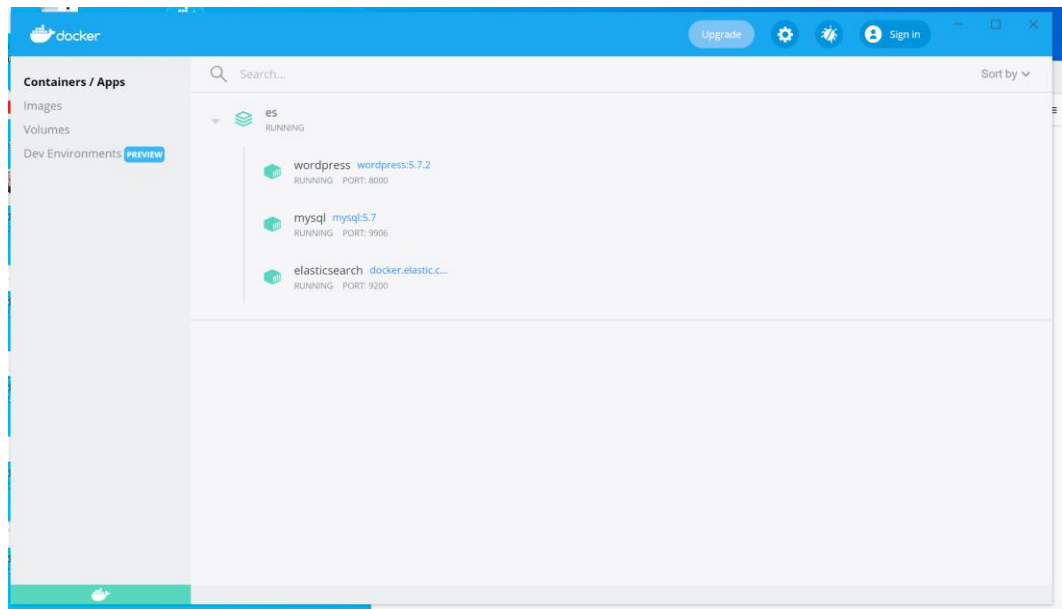 docker
Upgrade
Sign in
Containers / Apps
Images
Volumes
Dev Environments PREVIEW
Search...
Sort by
es
RUNNING
wordpress wordpress:5.7.2
RUNNING PORT: 8000
mysql mysql:5.7
RUNNING PORT: 9906
elasticsearch docker.elastic.c...
RUNNING PORT: 9200